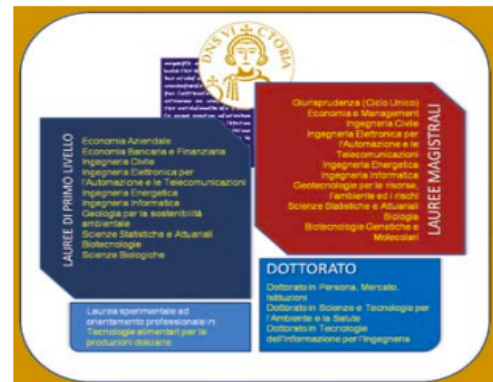 DNS VICTORIA
LAUREE DI PRIMO LIVELLO
Economia Aziendale
Economia Bancaria e Finanziaria
Ingegneria Civile
Ingegneria Elettronica per
l'Automazione e le Telecomunicazioni
Ingegneria Energetica
Ingegneria Informatica
Geologia per la sostenibilità
ambientale
Scienze Statistiche e Attuariali
Biotecnologie
Scienze Biologiche
Laurea sperimentale ad
orientamento professionale in:
Tecnologie alimentari per le
produzioni dolciarie
LAUREE MAGISTRALI
Giurisprudenza (Ciclo Unico)
Economia e Management
Ingegneria Civile
Ingegneria Elettronica per
l'Automazione e le
Telecomunicazioni
Ingegneria Energetica
Ingegneria Informatica
Geotecnologie per le risorse,
l'ambiente ed i rischi
Scienze Statistiche e Attuariali
Biologia
Biotecnologie Genetiche e
Molecolari
DOTTORATO
Dottorato in Persona, Mercato,
Istituzioni
Dottorato in Scienze e Tecnologie per
l'Ambiente e la Salute
Dottorato in Tecnologie
dell'Informazione per l'Ingegneria